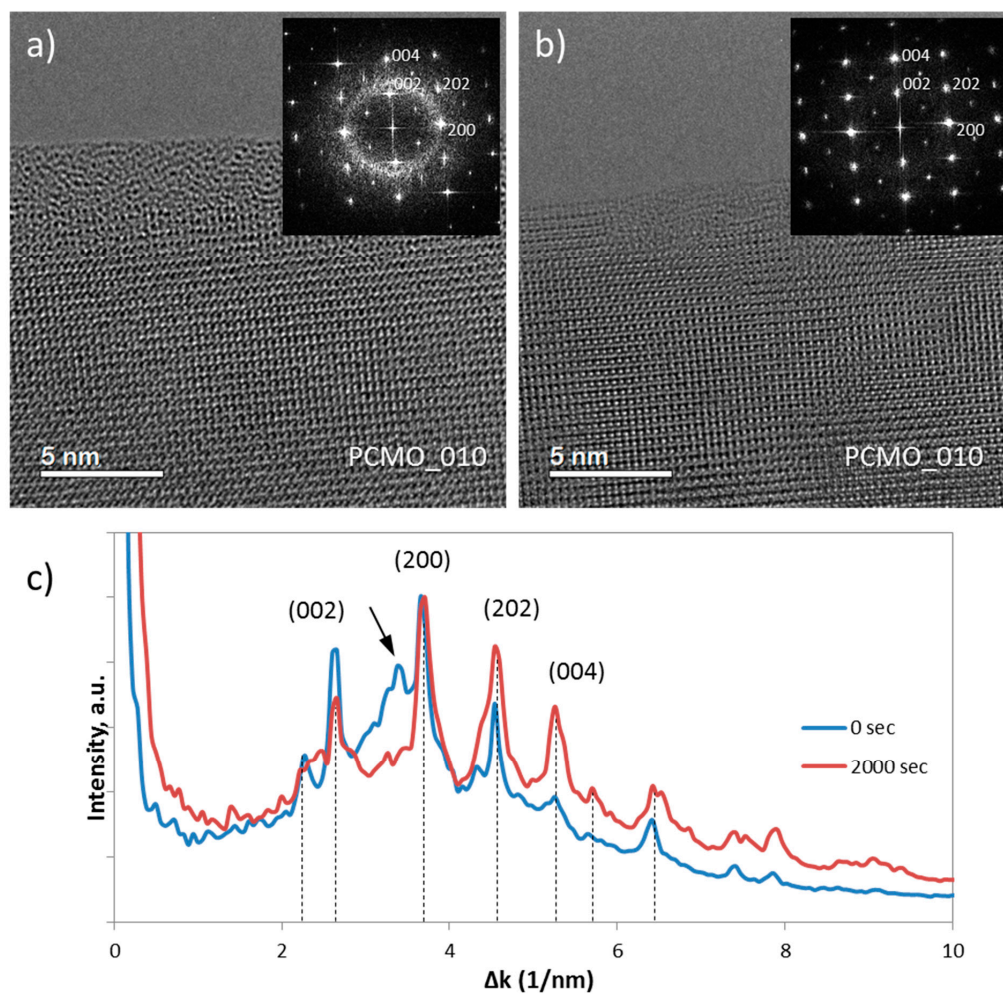 a)
004
002
202
200
5 nm
PCMO_010
b)
004
002
202
200
5 nm
PCMO_010
c)
(002)
(200)
(202)
(004)
0 sec
2000 sec
Intensity, a.u.
0 2 4 6 8 10
Δk (1/nm)